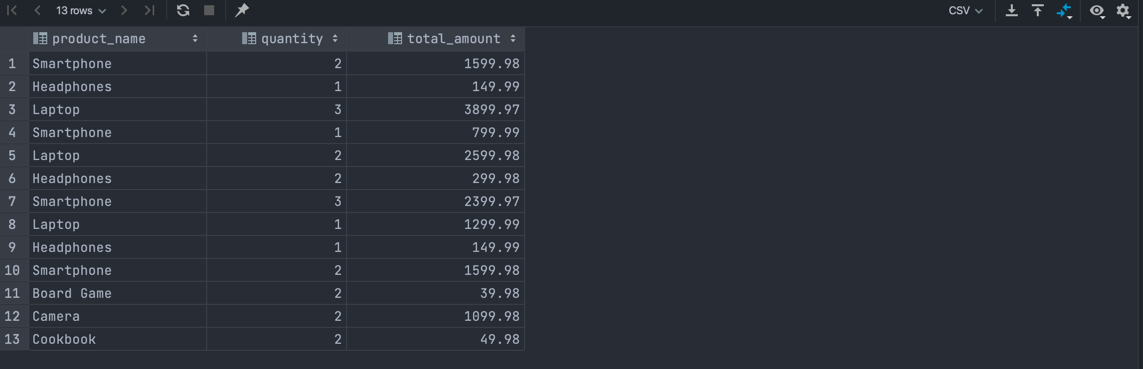 13 rows CSV
product_name quantity total_amount
1 Smartphone 2 1599.98
2 Headphones 1 149.99
3 Laptop 3 3899.97
4 Smartphone 1 799.99
5 Laptop 2 2599.98
6 Headphones 2 299.98
7 Smartphone 3 2399.97
8 Laptop 1 1299.99
9 Headphones 1 149.99
10 Smartphone 2 1599.98
11 Board Game 2 39.98
12 Camera 2 1099.98
13 Cookbook 2 49.98